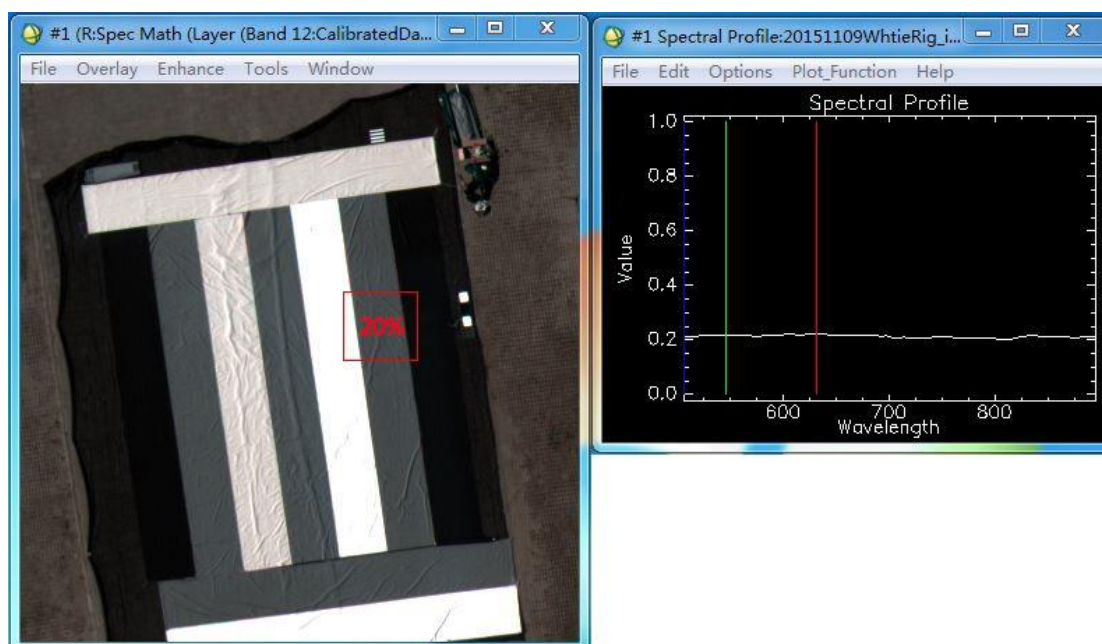 #1 (R:Spec Math (Layer (Band 12:CalibratedDa...
File Overlay Enhance Tools Window
20%
#1 Spectral Profile:20151109WhtieRig_i...
File Edit Options Plot_Function Help
Spectral Profile
1.0
0.8
0.6
0.4
0.2
0.0
Value
600 700 800
Wavelength